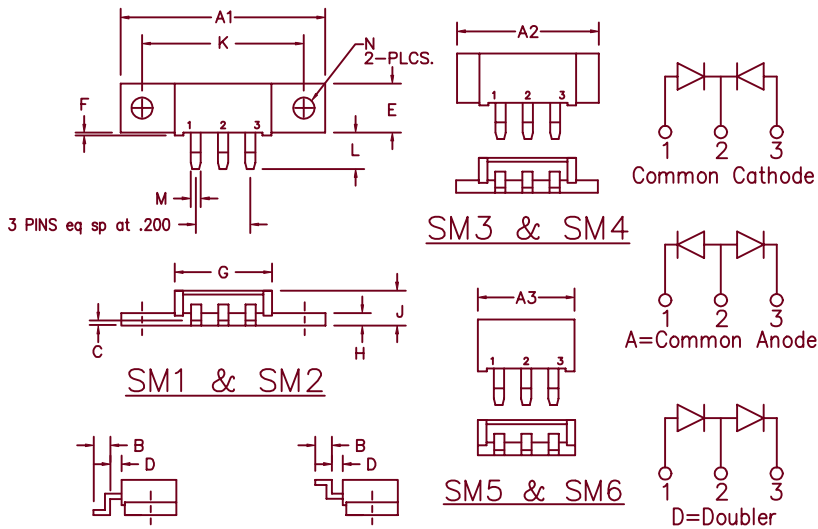 A1
K
N
2-PLCS.
F
E
1 2 3
L
M
3 PINS eq sp at .200
G
J
C
H
SM1 & SM2
B
D
B
D
A2
1 2 3
SM3 & SM4
A3
1 2 3
SM5 & SM6
1 2 3
Common Cathode
1 2 3
A=Common Anode
1 2 3
D=Doubler